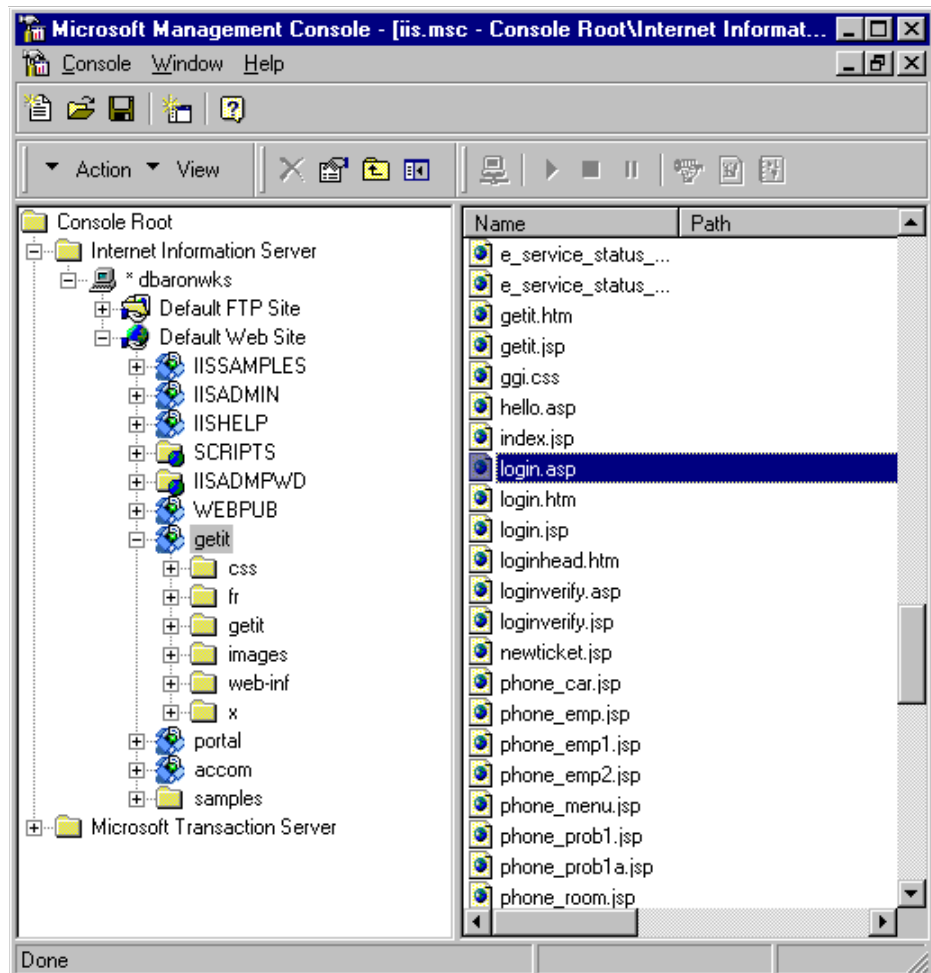 Microsoft Management Console - [iis.msc - Console Root\Internet Informat...
Console Window Help
Action View
Console Root
Internet Information Server
* dbaronwks
Default FTP Site
Default Web Site
IISSAMPLES
IISADMIN
IISHELP
SCRIPTS
IISADMPWD
WEBPUB
getit
css
fr
getit
images
web-inf
x
portal
accom
samples
Microsoft Transaction Server
Name Path
e_service_status_...
e_service_status_...
getit.htm
getit.jsp
ggi.css
hello.asp
index.jsp
login.asp
login.htm
login.jsp
loginhead.htm
loginverify.asp
loginverify.jsp
newticket.jsp
phone_car.jsp
phone_emp.jsp
phone_emp1.jsp
phone_emp2.jsp
phone_menu.jsp
phone_prob1.jsp
phone_prob1a.jsp
phone_room.jsp
Done